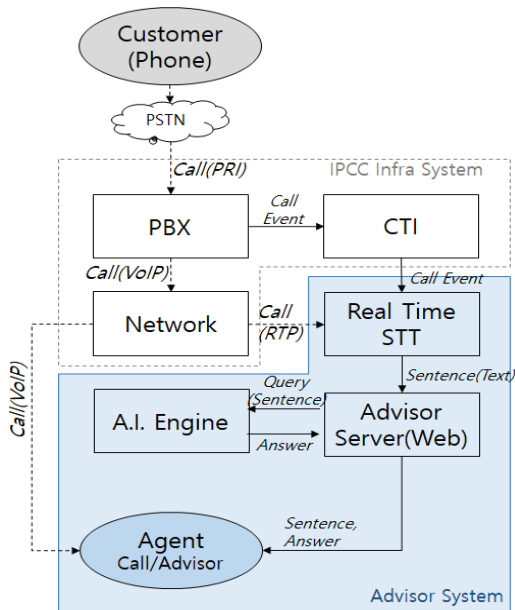 Customer
(Phone)
PSTN
Call(PRI)
IPCC Infra System
PBX
Call
Event
CTI
Call(VoIP)
Call Event
Network
Call
(RTP)
Real Time
STT
Call(VoIP)
Sentence(Text)
Query
(Sentence)
A.I. Engine
Answer
Advisor
Server(Web)
Agent
Call/Advisor
Sentence,
Answer
Advisor System